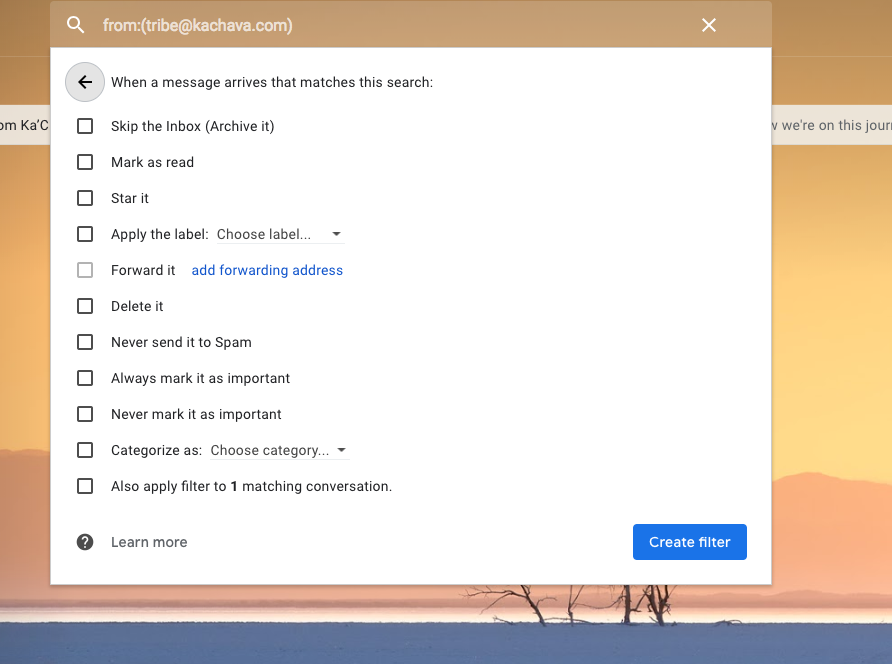 from:(tribe@kachava.com)
When a message arrives that matches this search:
om Ka'C
Skip the Inbox (Archive it)
we're on this jour
Mark as read
Star it
Apply the label: Choose label...
Forward it add forwarding address
Delete it
Never send it to Spam
Always mark it as important
Never mark it as important
Categorize as: Choose category...
Also apply filter to 1 matching conversation.
Learn more
Create filter